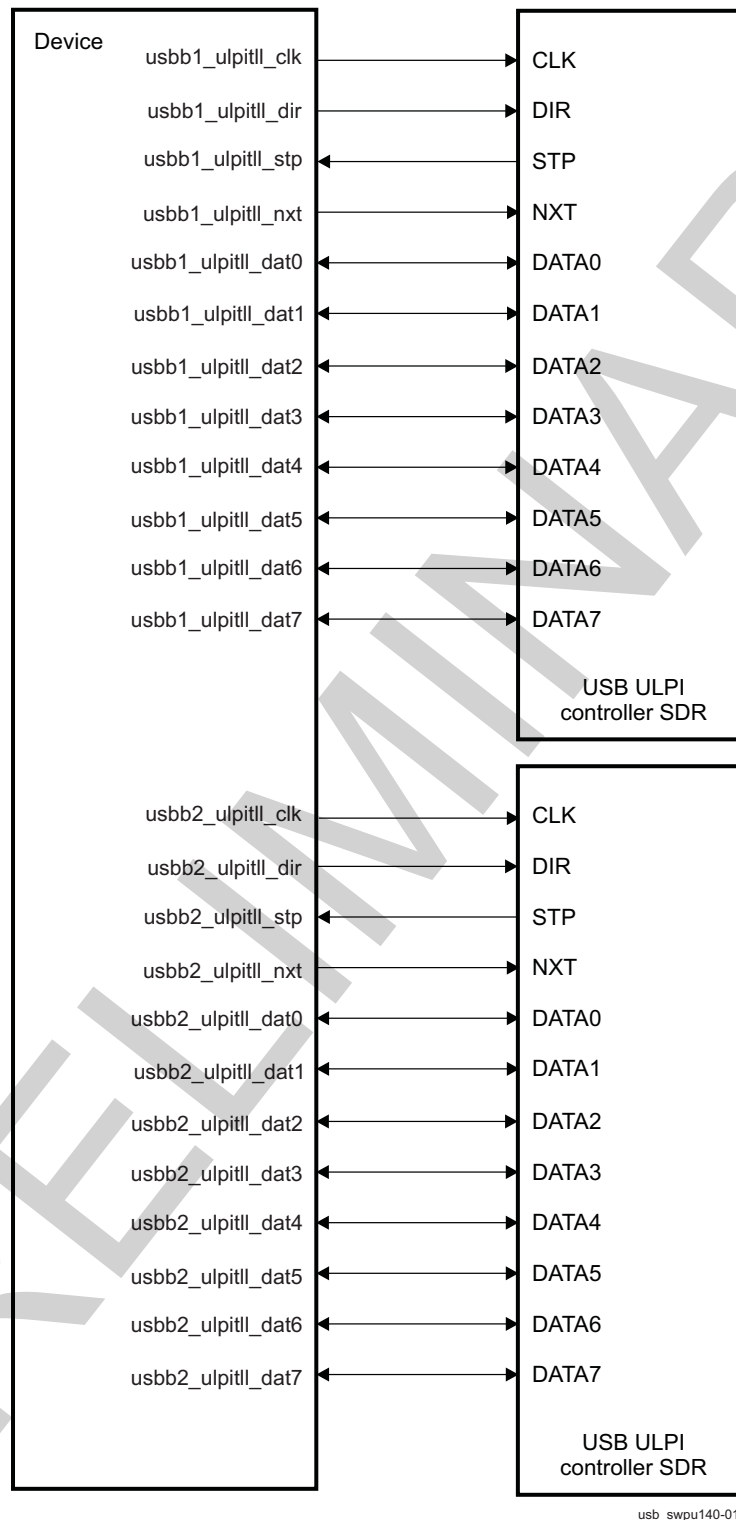 Device
usbb1_ulpitll_clk CLK
usbb1_ulpitll_dir DIR
usbb1_ulpitll_stp STP
usbb1_ulpitll_nxt NXT
usbb1_ulpitll_dat0 DATA0
usbb1_ulpitll_dat1 DATA1
usbb1_ulpitll_dat2 DATA2
usbb1_ulpitll_dat3 DATA3
usbb1_ulpitll_dat4 DATA4
usbb1_ulpitll_dat5 DATA5
usbb1_ulpitll_dat6 DATA6
usbb1_ulpitll_dat7 DATA7
USB ULPI
controller SDR
usbb2_ulpitll_clk CLK
usbb2_ulpitll_dir DIR
usbb2_ulpitll_stp STP
usbb2_ulpitll_nxt NXT
usbb2_ulpitll_dat0 DATA0
usbb2_ulpitll_dat1 DATA1
usbb2_ulpitll_dat2 DATA2
usbb2_ulpitll_dat3 DATA3
usbb2_ulpitll_dat4 DATA4
usbb2_ulpitll_dat5 DATA5
usbb2_ulpitll_dat6 DATA6
usbb2_ulpitll_dat7 DATA7
USB ULPI
controller SDR
usb_swpu140-01
RELIMINAR